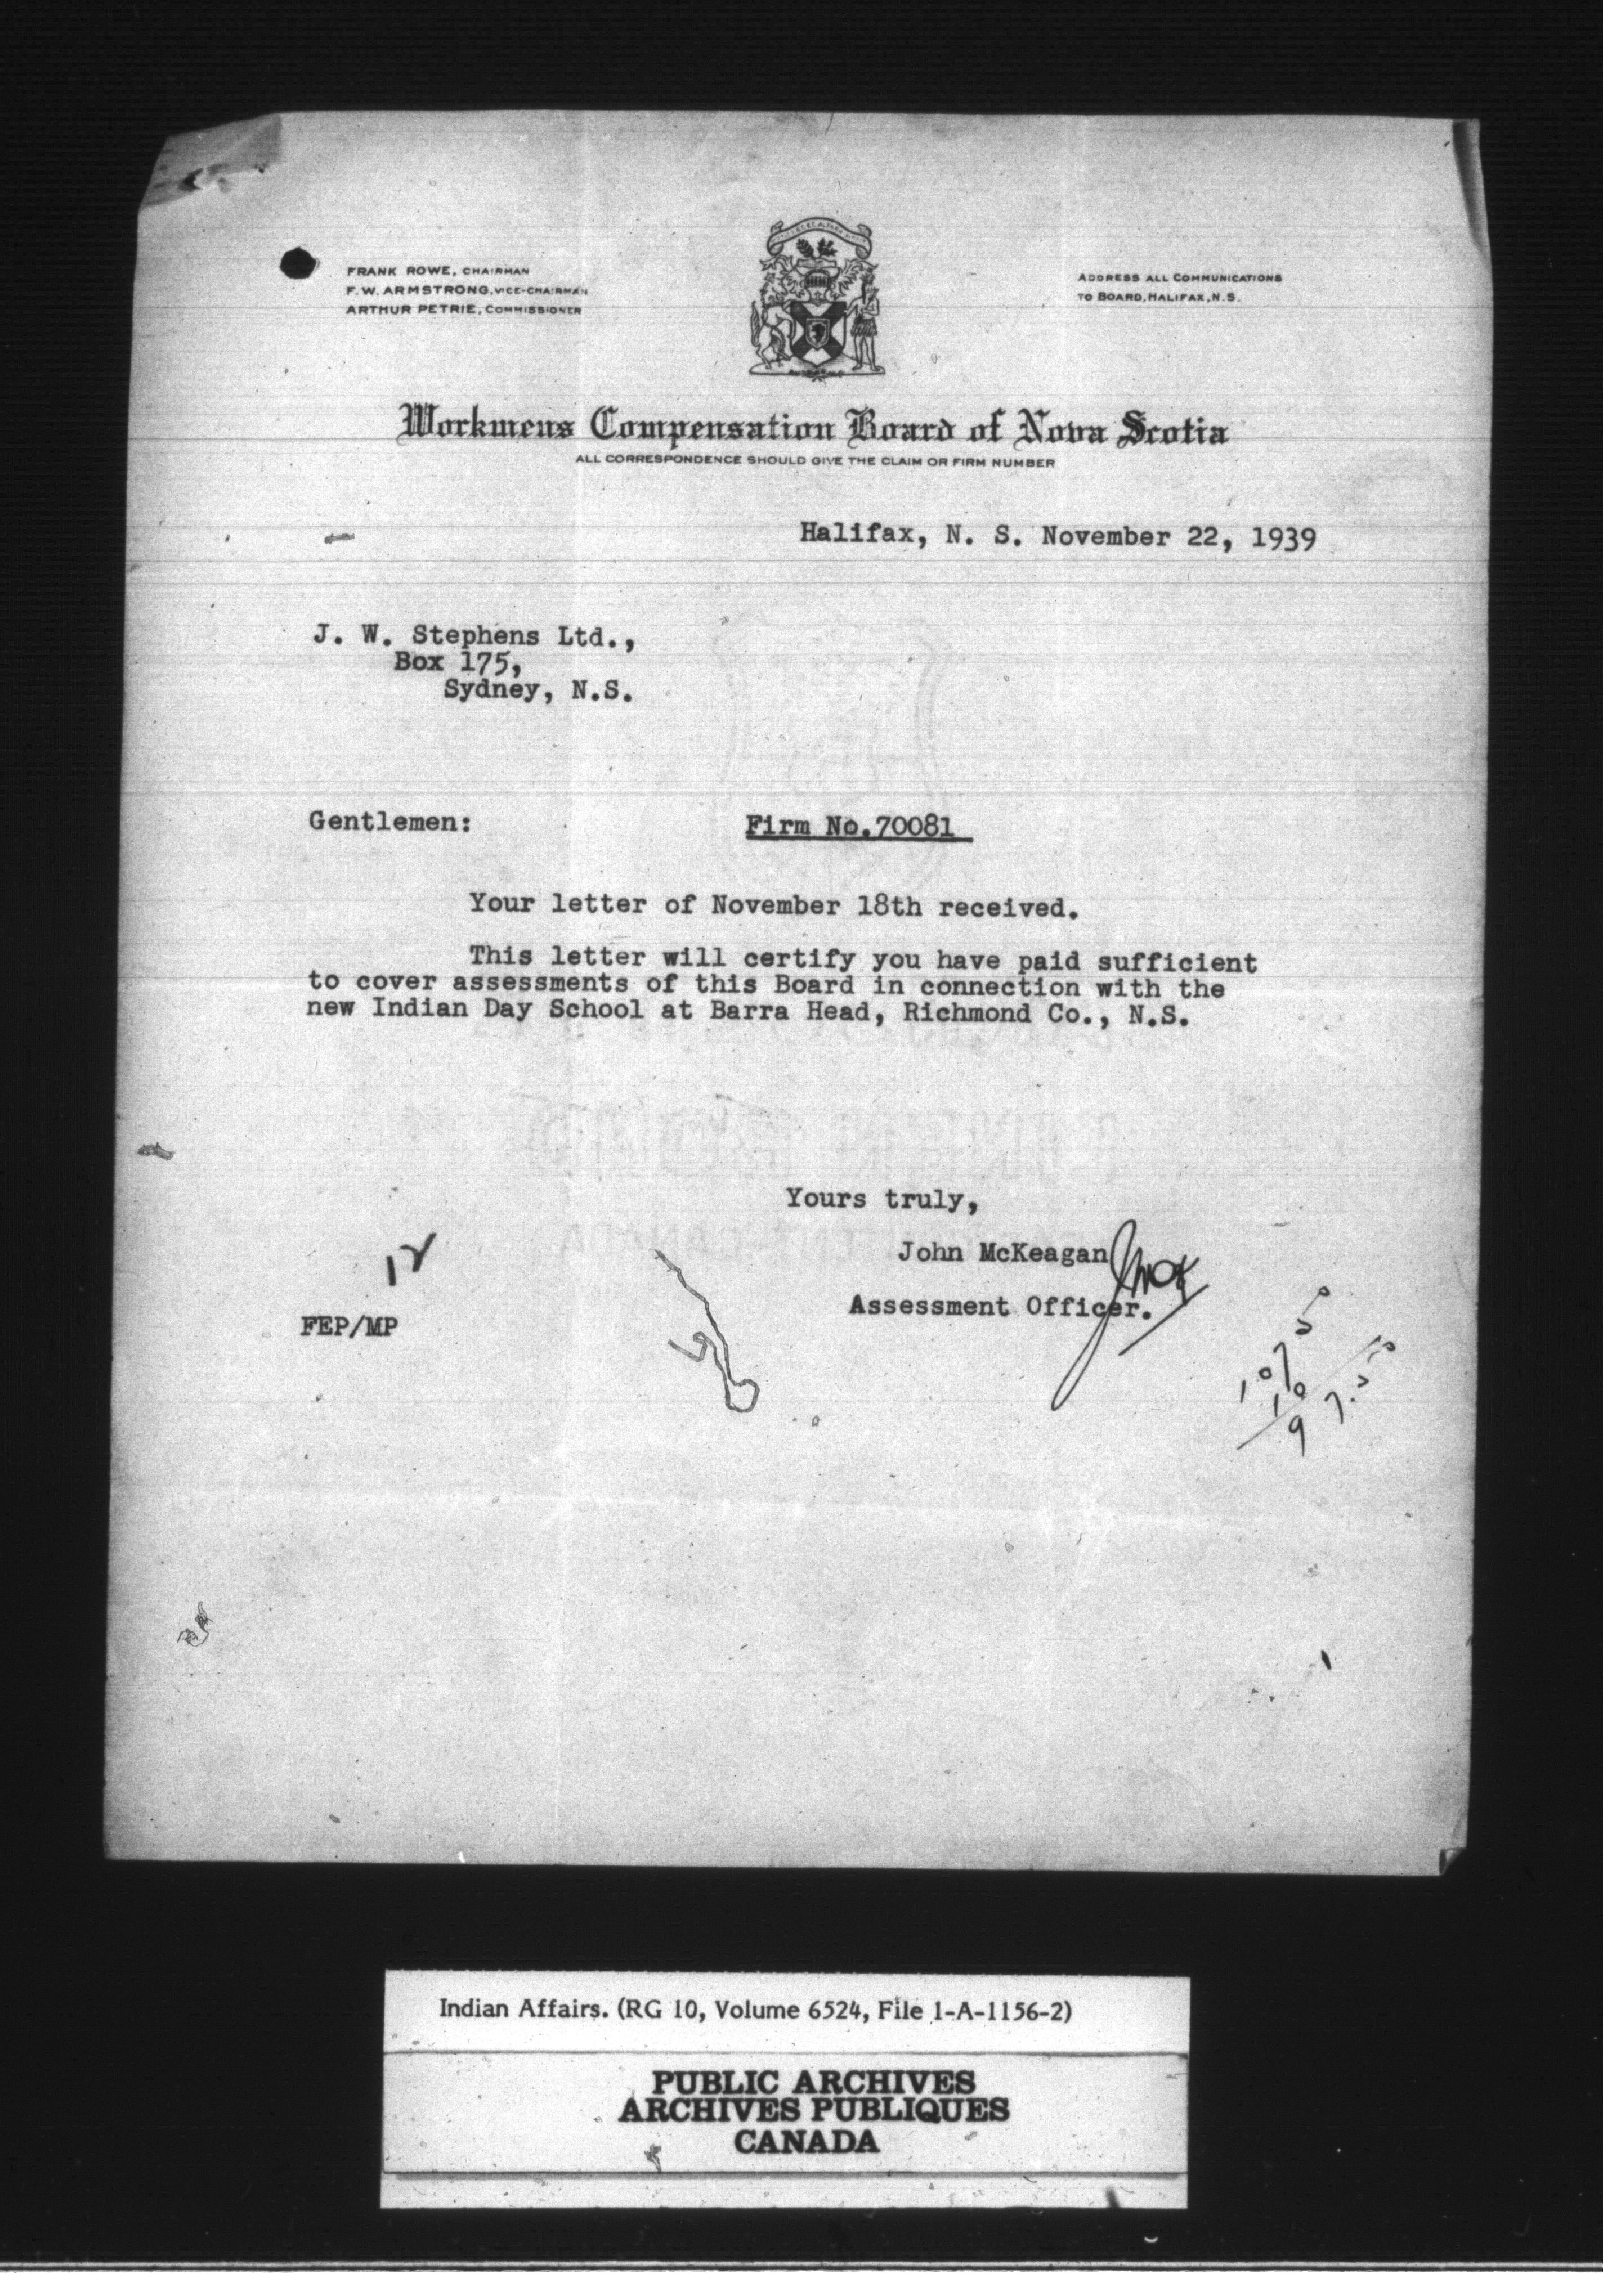 FRANK ROWE, CHAIRMAN
F. W. ARMSTRONG, VICE-CHAIRMAN
ARTHUR PETRIE, COMMISSIONER
ADDRESS ALL COMMUNICATIONS
TO BOARD, HALIFAX, N.S.
Workmens Compensation Board of Nova Scotia
ALL CORRESPONDENCE SHOULD GIVE THE CLAIM OR FIRM NUMBER
Halifax, N. S. November 22, 1939
J. W. Stephens Ltd.,
Box 175,
Sydney, N.S.
Gentlemen:
Firm No.70081
Your letter of November 18th received.
This letter will certify you have paid sufficient
to cover assessments of this Board in connection with the
new Indian Day School at Barra Head, Richmond Co., N.S.
Yours truly,
John McKeagan
Assessment Officer.
12
FEP/MP
Indian Affairs. (RG 10, Volume 6524, File 1-A-1156-2)
PUBLIC ARCHIVES
ARCHIVES PUBLIQUES
CANADA